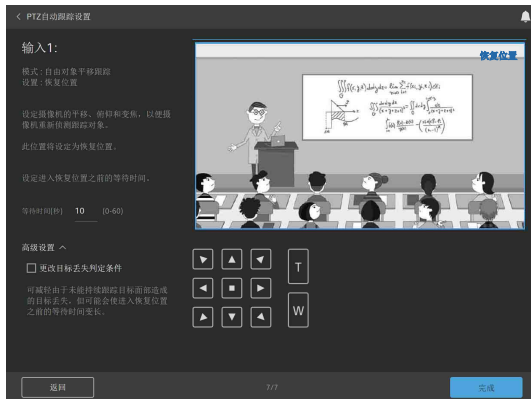 PTZ自动跟踪设置
输入1:
模式：自由对象平移跟踪
设置：恢复位置
设定摄像机的平移、俯仰和变焦，以便摄
像机重新侦测跟踪对象。
此位置将设定为恢复位置。
设定进入恢复位置之前的等待时间。
等待时间[秒] 10 (0-60)
高级设置
更改目标丢失判定条件
可减轻由于未能持续跟踪目标面部造成
的目标丢失，但可能会使进入恢复位置
之前的等待时间变长。
恢复位置
T
W
返回
7/7
完成